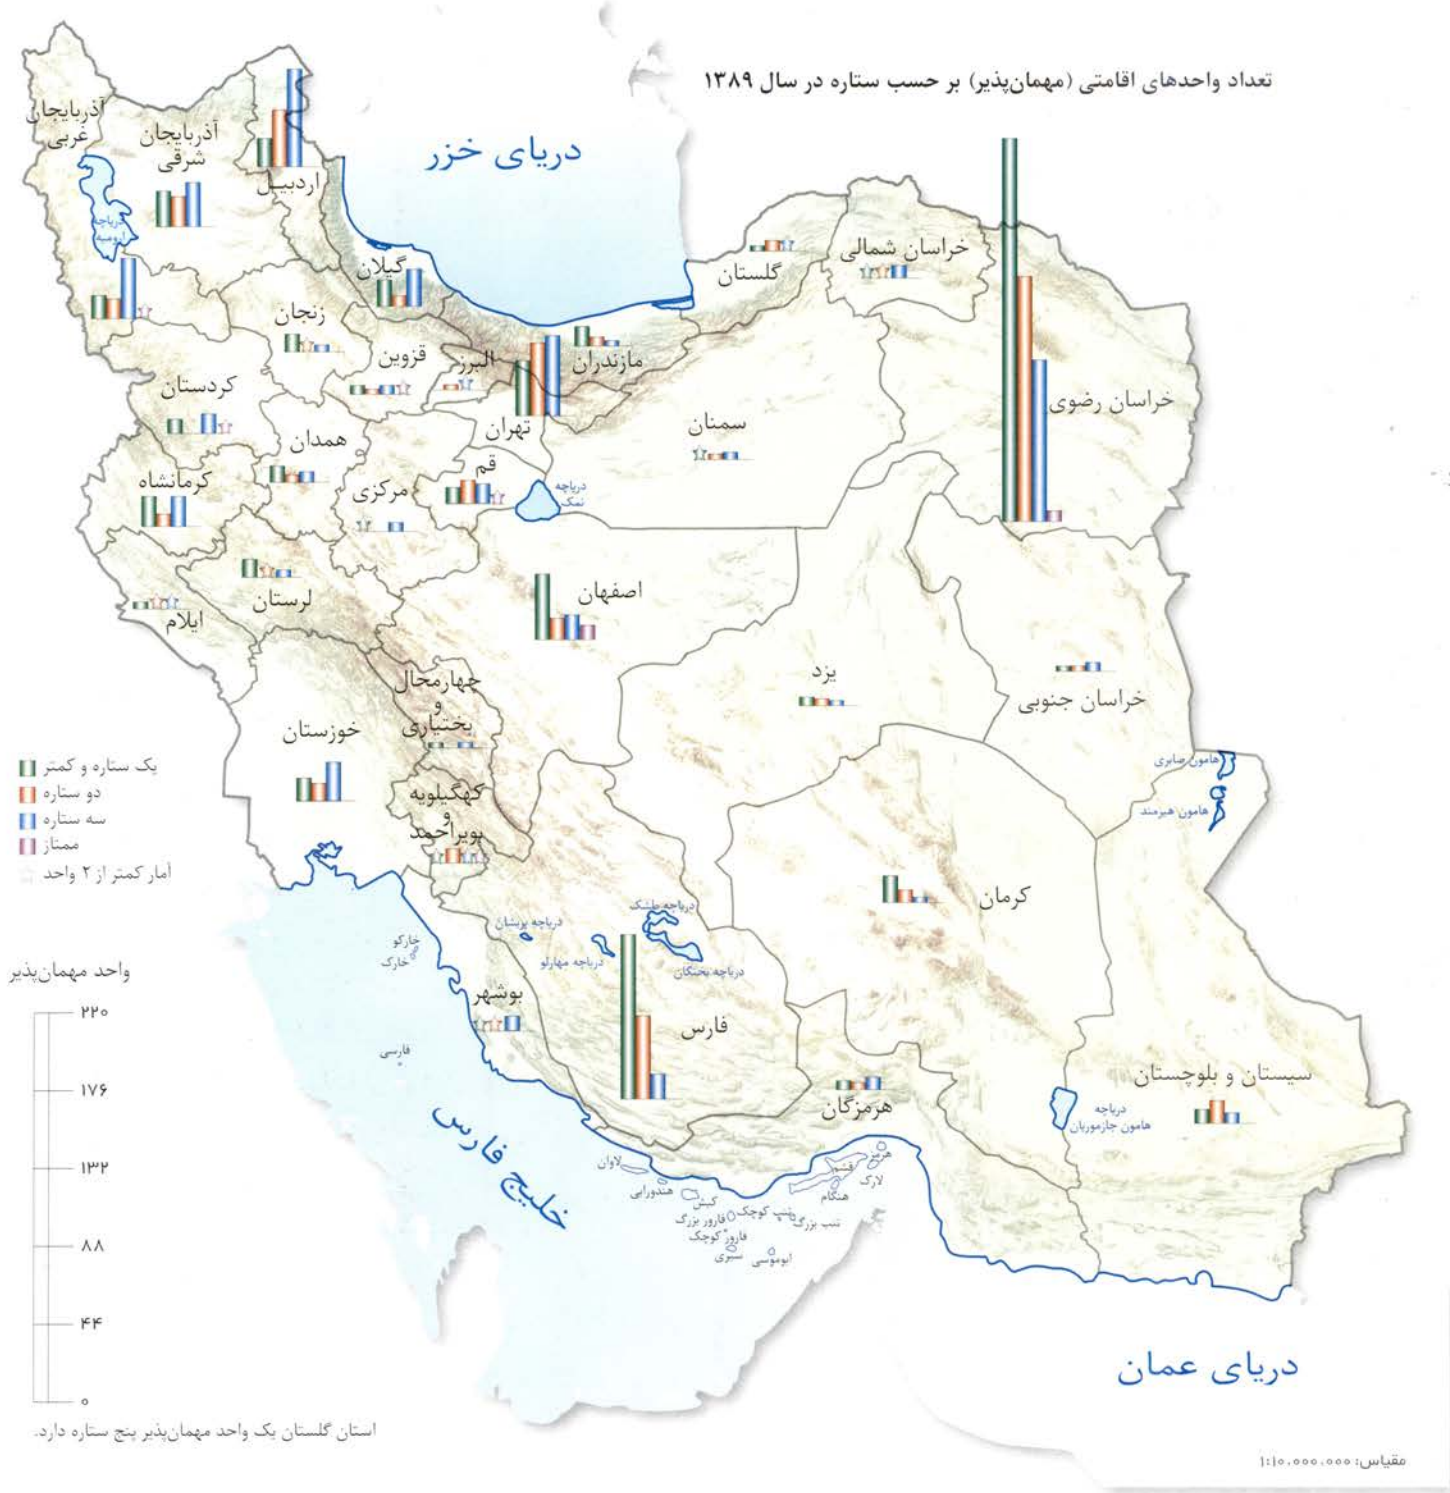 تعداد واحدهای اقامتی (مهمان‌پذیر) بر حسب ستاره در سال ۱۳۸۹
دریای خزر
آذربایجان
غربی
آذربایجان
شرقی
اردبیل
دریاچه
ارومیه
گیلان
گلستان
خراسان شمالی
زنجان
قزوین
البرز
مازندران
کردستان
همدان
تهران
سمنان
خراسان رضوی
کرمانشاه
مرکزی
قم
دریاچه
نمک
لرستان
ایلام
اصفهان
چهارمحال
و
بختیاری
یزد
خراسان جنوبی
خوزستان
کهگیلویه
و
بویراحمد
هامون صابری
هامون هیرمند
یک ستاره و کمتر
دو ستاره
سه ستاره
ممتاز
آمار کمتر از ۲ واحد
کرمان
دریاچه طشک
دریاچه پریشان
دریاچه مهارلو
دریاچه بختگان
خارکو
خارک
بوشهر
فارس
فارسی
هرمزگان
سیستان و بلوچستان
دریاچه
هامون جازموریان
خلیج فارس
لاوان
هندورابی
کیش
فارور بزرگ
فارور کوچک
سیری
ابوموسی
تنب کوچک
تنب بزرگ
هنگام
قشم
لارک
هرمز
دریای عمان
واحد مهمان‌پذیر
۲۲۰
۱۷۶
۱۳۲
۸۸
۴۴
۰
استان گلستان یک واحد مهمان‌پذیر پنج ستاره دارد.
مقیاس: ۱:۱۰،۰۰۰،۰۰۰